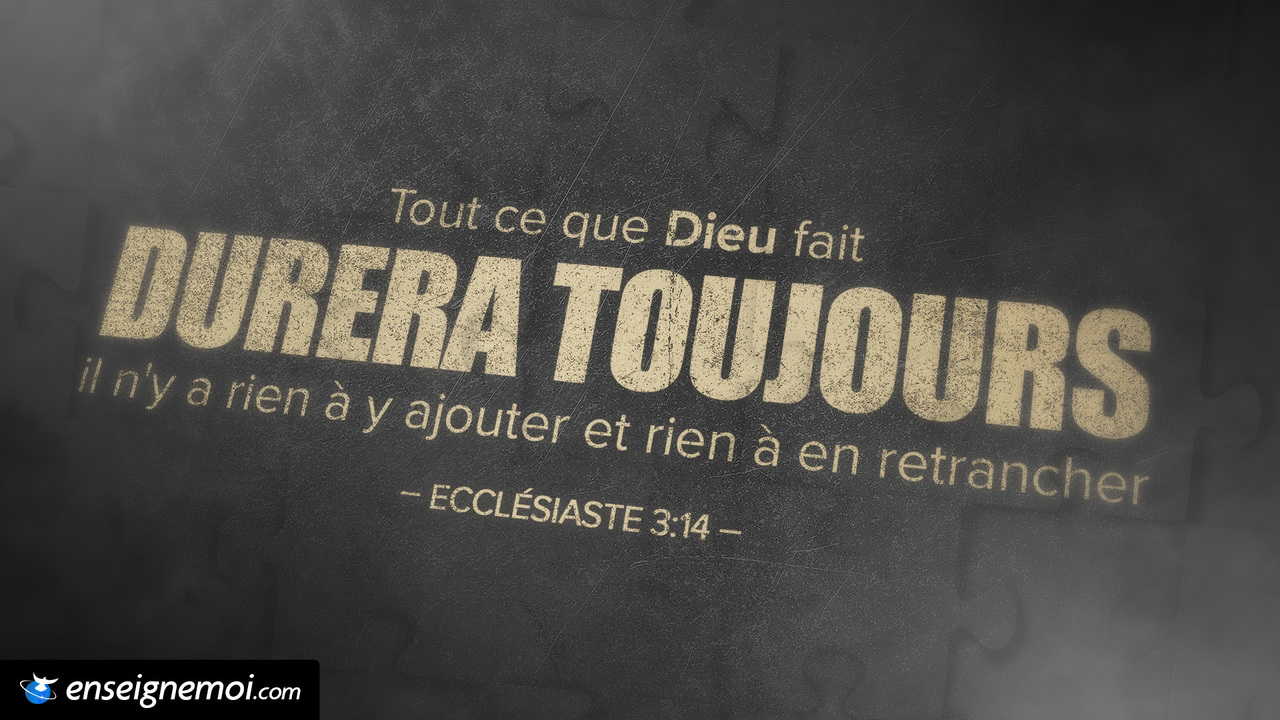 Tout ce que Dieu fait
DURERA TOUJOURS
il n'y a rien à y ajouter et rien à en retrancher
– ECCLÉSIASTE 3:14 –
enseignemoi.com